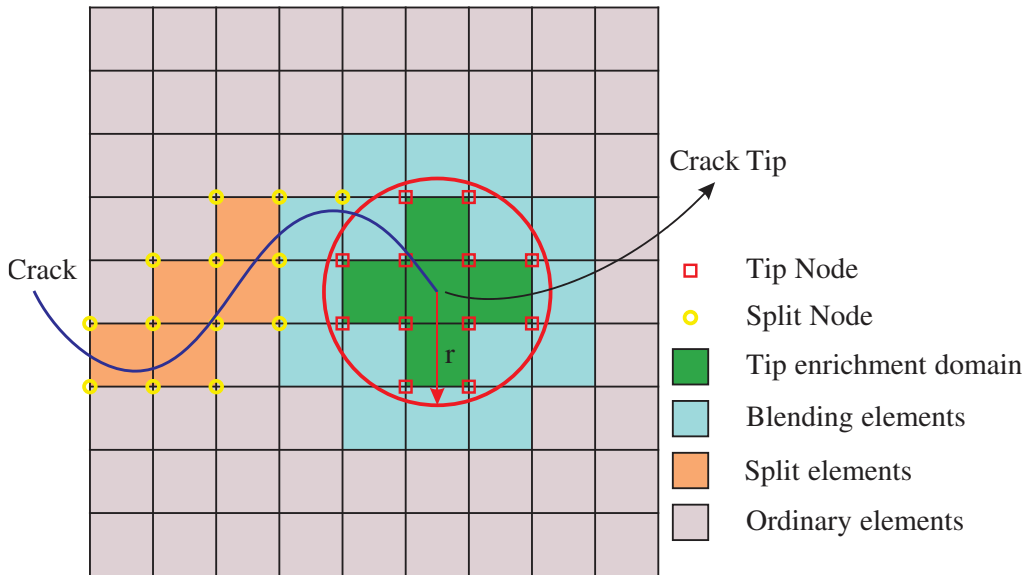 Crack Tip
Crack
r
Tip Node
Split Node
Tip enrichment domain
Blending elements
Split elements
Ordinary elements